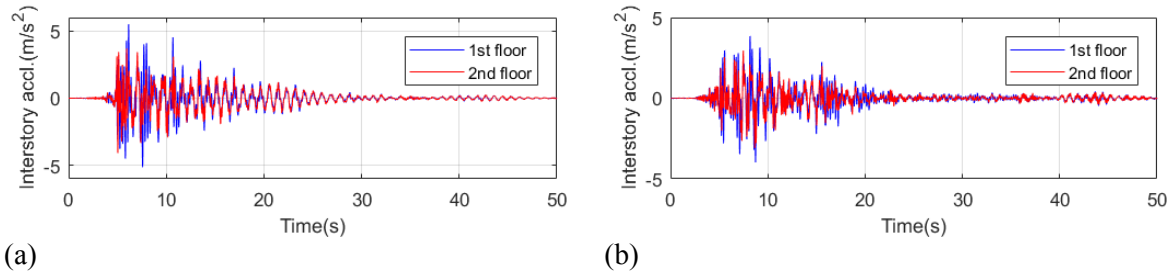 Interstory accl.(m/s²)
5
0
-5
1st floor
2nd floor
0 10 20 30 40 50
Time(s)
(a)
Interstory accl.(m/s²)
5
0
-5
1st floor
2nd floor
0 10 20 30 40 50
Time(s)
(b)